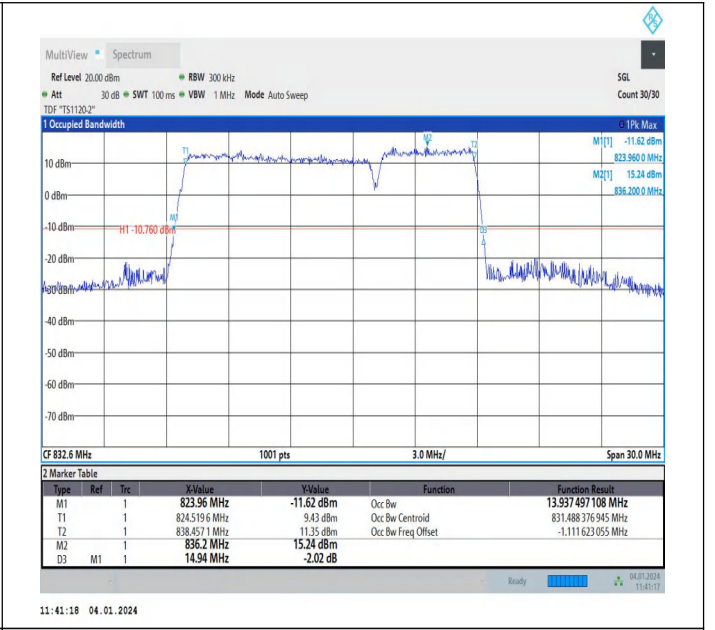 R S
MultiView Spectrum
Ref Level 20.00 dBm RBW 300 kHz SGL
Att 30 dB SWT 100 ms VBW 1 MHz Mode Auto Sweep Count 30/30
TDF "TS1120-2"
1 Occupied Bandwidth 1Pk Max
M1[1] -11.62 dBm
823.960 0 MHz
M2[1] 15.24 dBm
836.200 0 MHz
T1 M2 T2
10 dBm
0 dBm
M1
-10 dBm H1 -10.760 dBm D3
-20 dBm
-30 dBm
-40 dBm
-50 dBm
-60 dBm
-70 dBm
CF 832.6 MHz 1001 pts 3.0 MHz/ Span 30.0 MHz
2 Marker Table
Type Ref Trc X-Value Y-Value Function Function Result
M1 1 823.96 MHz -11.62 dBm Occ Bw 13.937 497 108 MHz
T1 1 824.519 6 MHz 9.43 dBm Occ Bw Centroid 831.488 376 945 MHz
T2 1 838.457 1 MHz 11.35 dBm Occ Bw Freq Offset -1.111 623 055 MHz
M2 1 836.2 MHz 15.24 dBm
D3 M1 1 14.94 MHz -2.02 dB
Ready 04.01.2024
11:41:17
11:41:18 04.01.2024